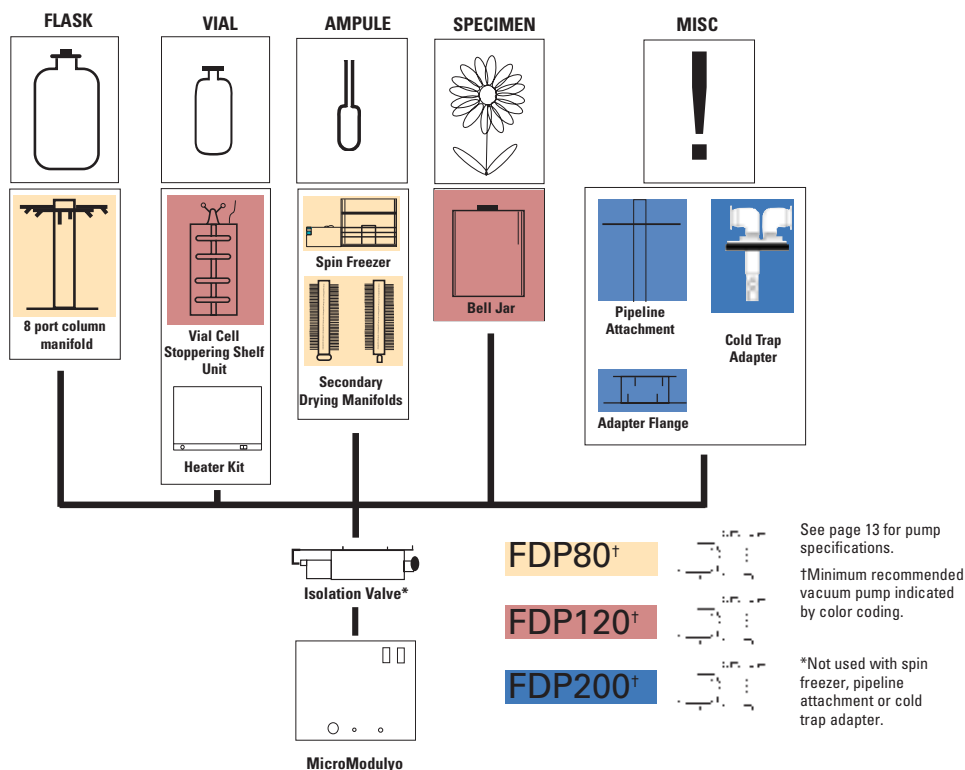 FLASK
VIAL
AMPULE
SPECIMEN
MISC
8 port column
manifold
Vial Cell
Stoppering Shelf
Unit
Heater Kit
Spin Freezer
Secondary
Drying Manifolds
Bell Jar
Pipeline
Attachment
Cold Trap
Adapter
Adapter Flange
Isolation Valve*
MicroModulyo
FDP80†
FDP120†
FDP200†
See page 13 for pump
specifications.
†Minimum recommended
vacuum pump indicated
by color coding.
*Not used with spin
freezer, pipeline
attachment or cold
trap adapter.